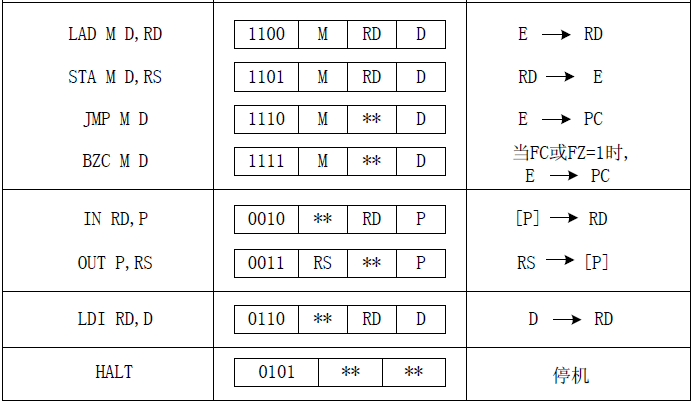 LAD M D,RD 1100 M RD D E → RD
STA M D,RS 1101 M RD D RD → E
JMP M D 1110 M ** D E → PC
BZC M D 1111 M ** D 当FC或FZ=1时,
E → PC
IN RD,P 0010 ** RD P [P] → RD
OUT P,RS 0011 RS ** P RS → [P]
LDI RD,D 0110 ** RD D D → RD
HALT 0101 ** ** 停机